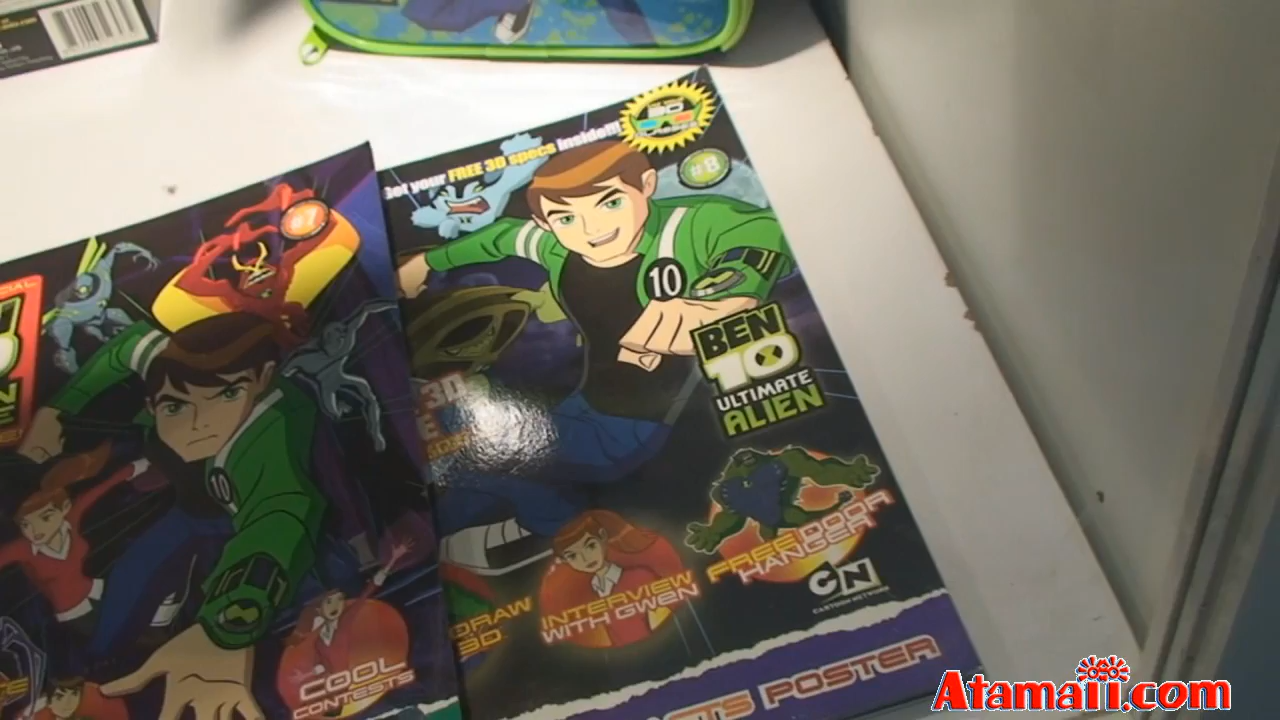 Get your FREE 3D specs Inside!!!
3D
#8
10
BEN
10
ULTIMATE
ALIEN
FREE DOOR
HANGER
CN
CARTOON NETWORK
INTERVIEW
WITH GWEN
DRAW
3D
POSTER
#7
10
COOL
CONTESTS
Atamaii.com